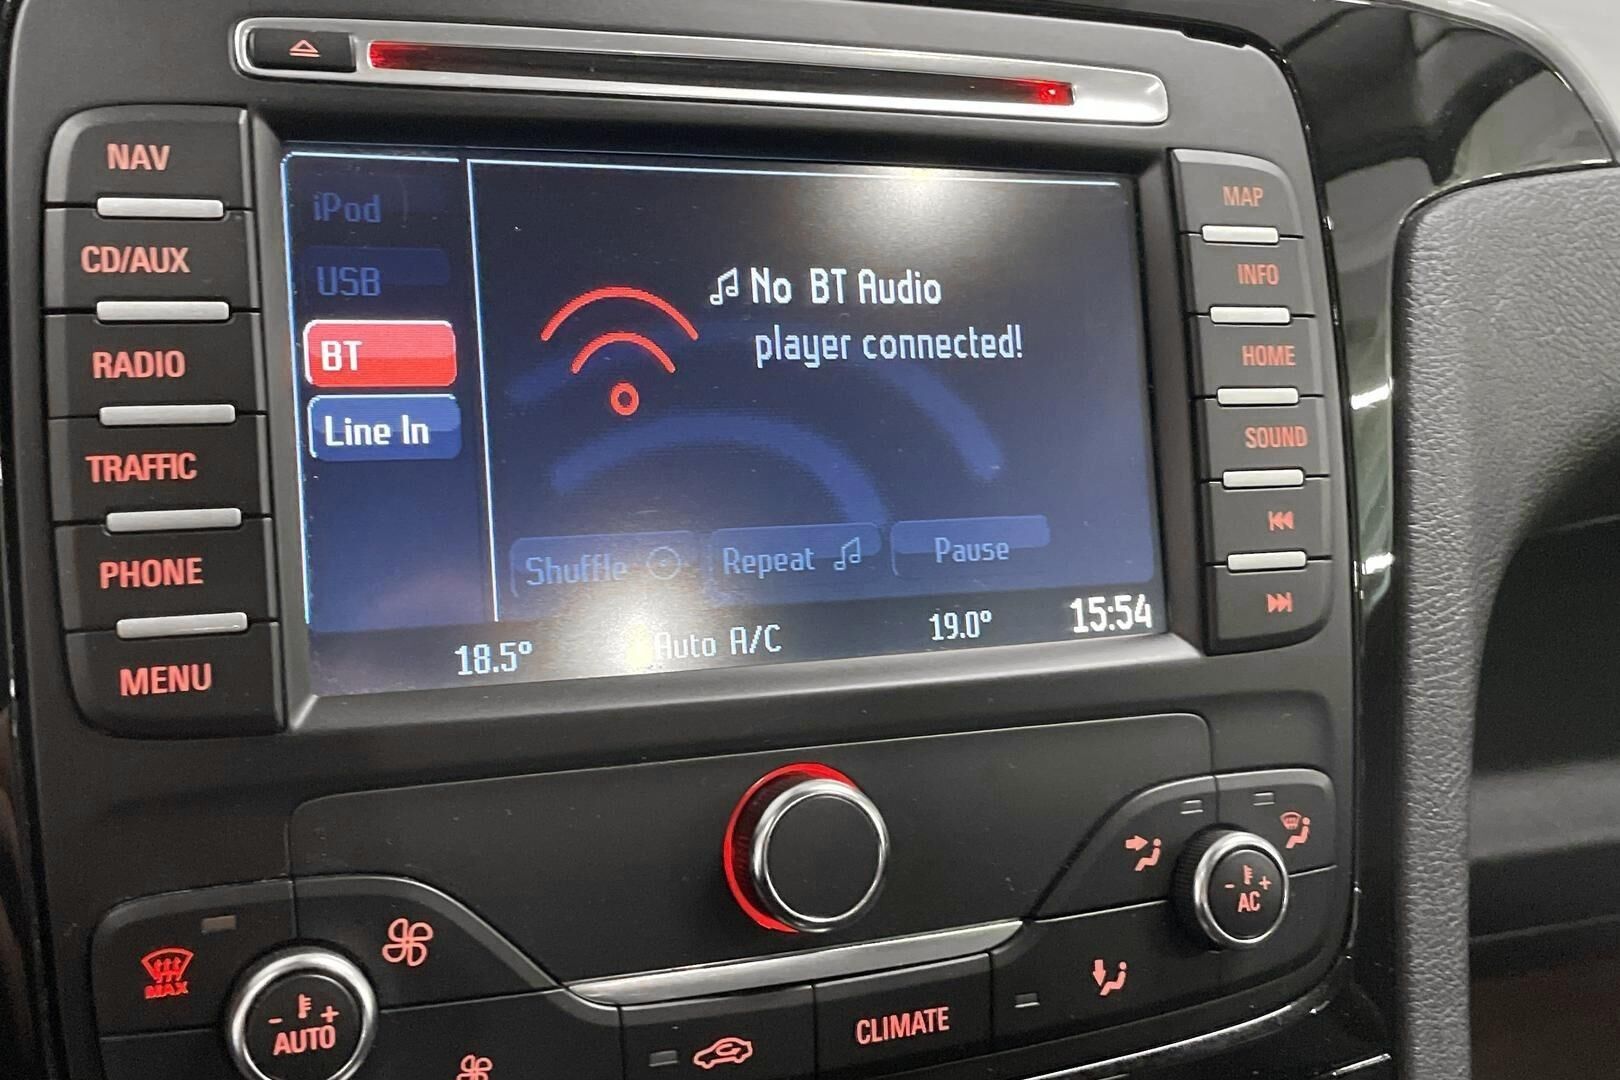 NAV
CD/AUX
RADIO
TRAFFIC
PHONE
MENU
iPod
USB
BT
Line In
No BT Audio
player connected!
Shuffle
Repeat
Pause
18.5°
Auto A/C
19.0°
15:54
MAP
INFO
HOME
SOUND
MAX
- +
AUTO
CLIMATE
- +
AC